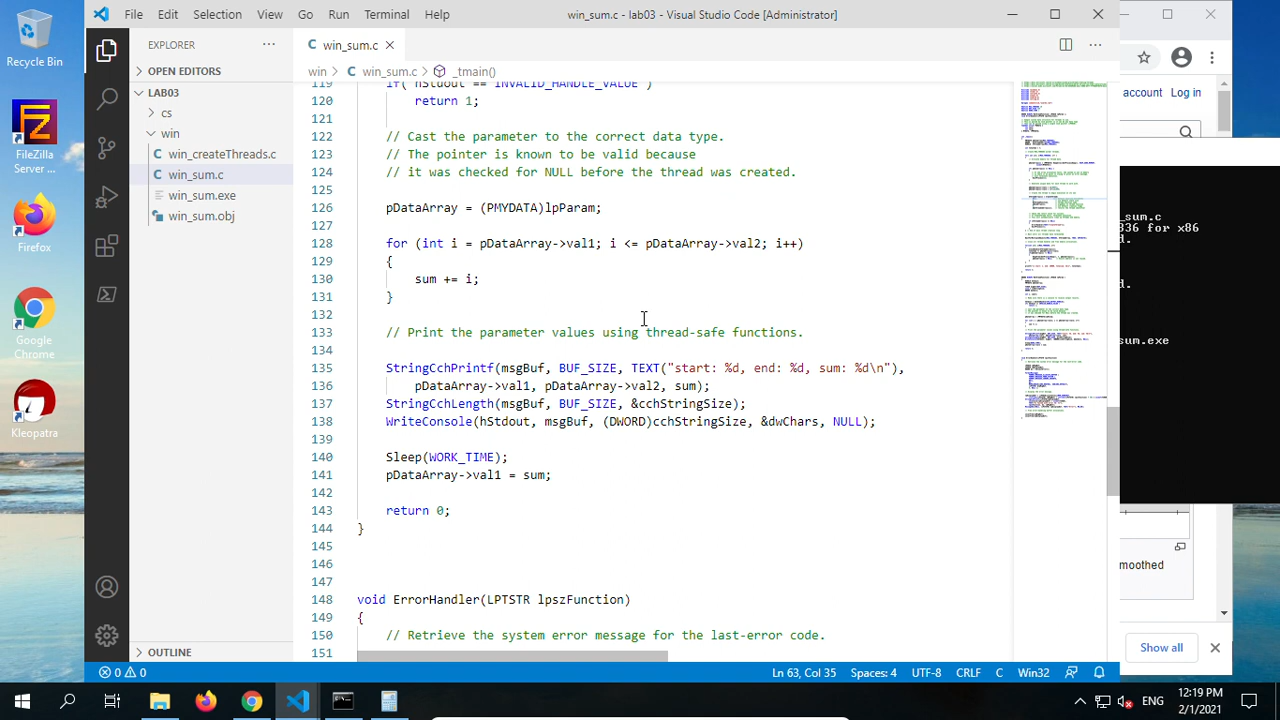 File Edit Selection View Go Run Terminal Help
win_sum.c - lab03 - Visual Studio Code [Administrator]
Recycle Bin
FileZilla
Server ...
Firefox
Google
Chrome
Kleopatra
EXPLORER
OPEN EDITORS
LAB03
cs
win
win_createThreads.c
win_sum.c
win_sum.exe
win_sum.obj
OUTLINE
win_sum.c
win > win_sum.c > _tmain()
119 if( hStdout == INVALID_HANDLE_VALUE )
120 return 1;
121
122 // Cast the parameter to the correct data type.
123 // The pointer is known to be valid because
124 // it was checked for NULL before the thread was created.
125
126 pDataArray = (PMYDATA)lpParam;
127
128 for (int i = pDataArray->val1; i <= pDataArray->val2; i++)
129 {
130 sum += i;
131 }
132
133 // Print the parameter values using thread-safe functions.
134
135 StringCchPrintf(msgBuf, BUF_SIZE, TEXT("start: %d, end: %d, sum: %d\n"),
136 pDataArray->val1, pDataArray->val2, sum);
137 StringCchLength(msgBuf, BUF_SIZE, &cchStringSize);
138 WriteConsole(hStdout, msgBuf, (DWORD)cchStringSize, &dwChars, NULL);
139
140 Sleep(WORK_TIME);
141 pDataArray->val1 = sum;
142
143 return 0;
144 }
145
146
147
148 void ErrorHandler(LPTSTR lpszFunction)
149 {
150 // Retrieve the system error message for the last-error code.
151
account Log in
sum.c
for x86
d.
sum.exe
moothed
Show all
0 0
Ln 63, Col 35 Spaces: 4 UTF-8 CRLF C Win32
ENG
12:19 PM
2/1/2021